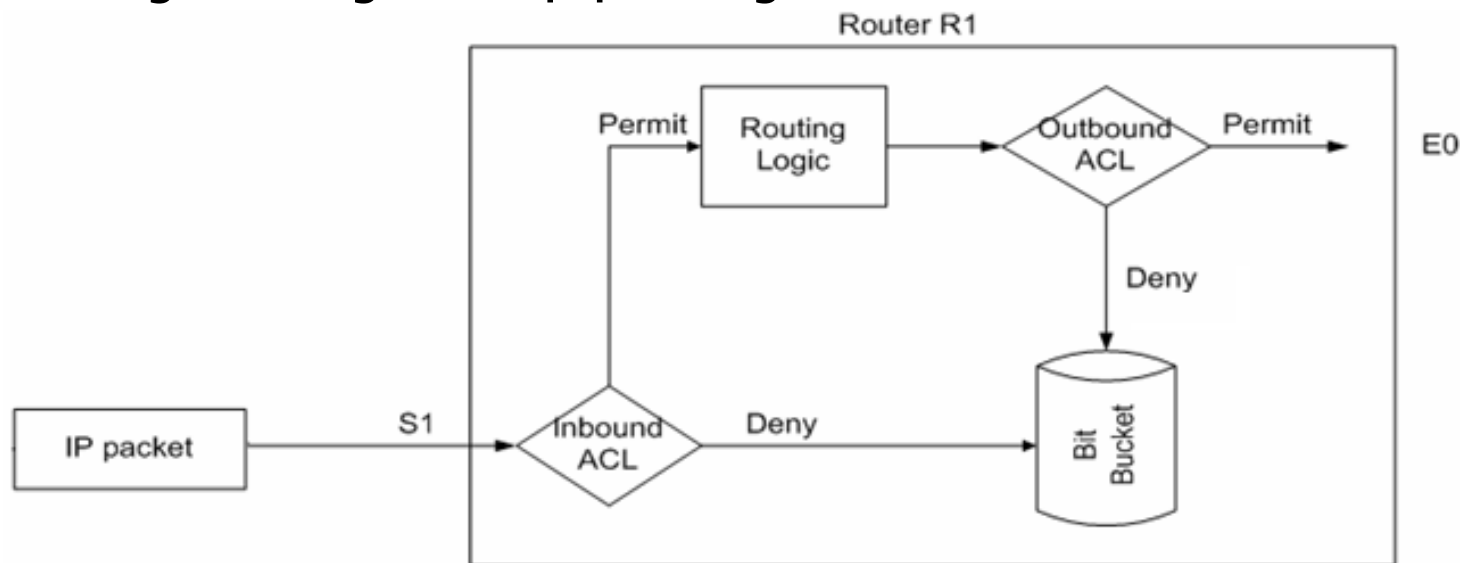 Router R1
Permit
Routing
Logic
Outbound
ACL
Permit
E0
Deny
IP packet
S1
Inbound
ACL
Deny
Bit
Bucket